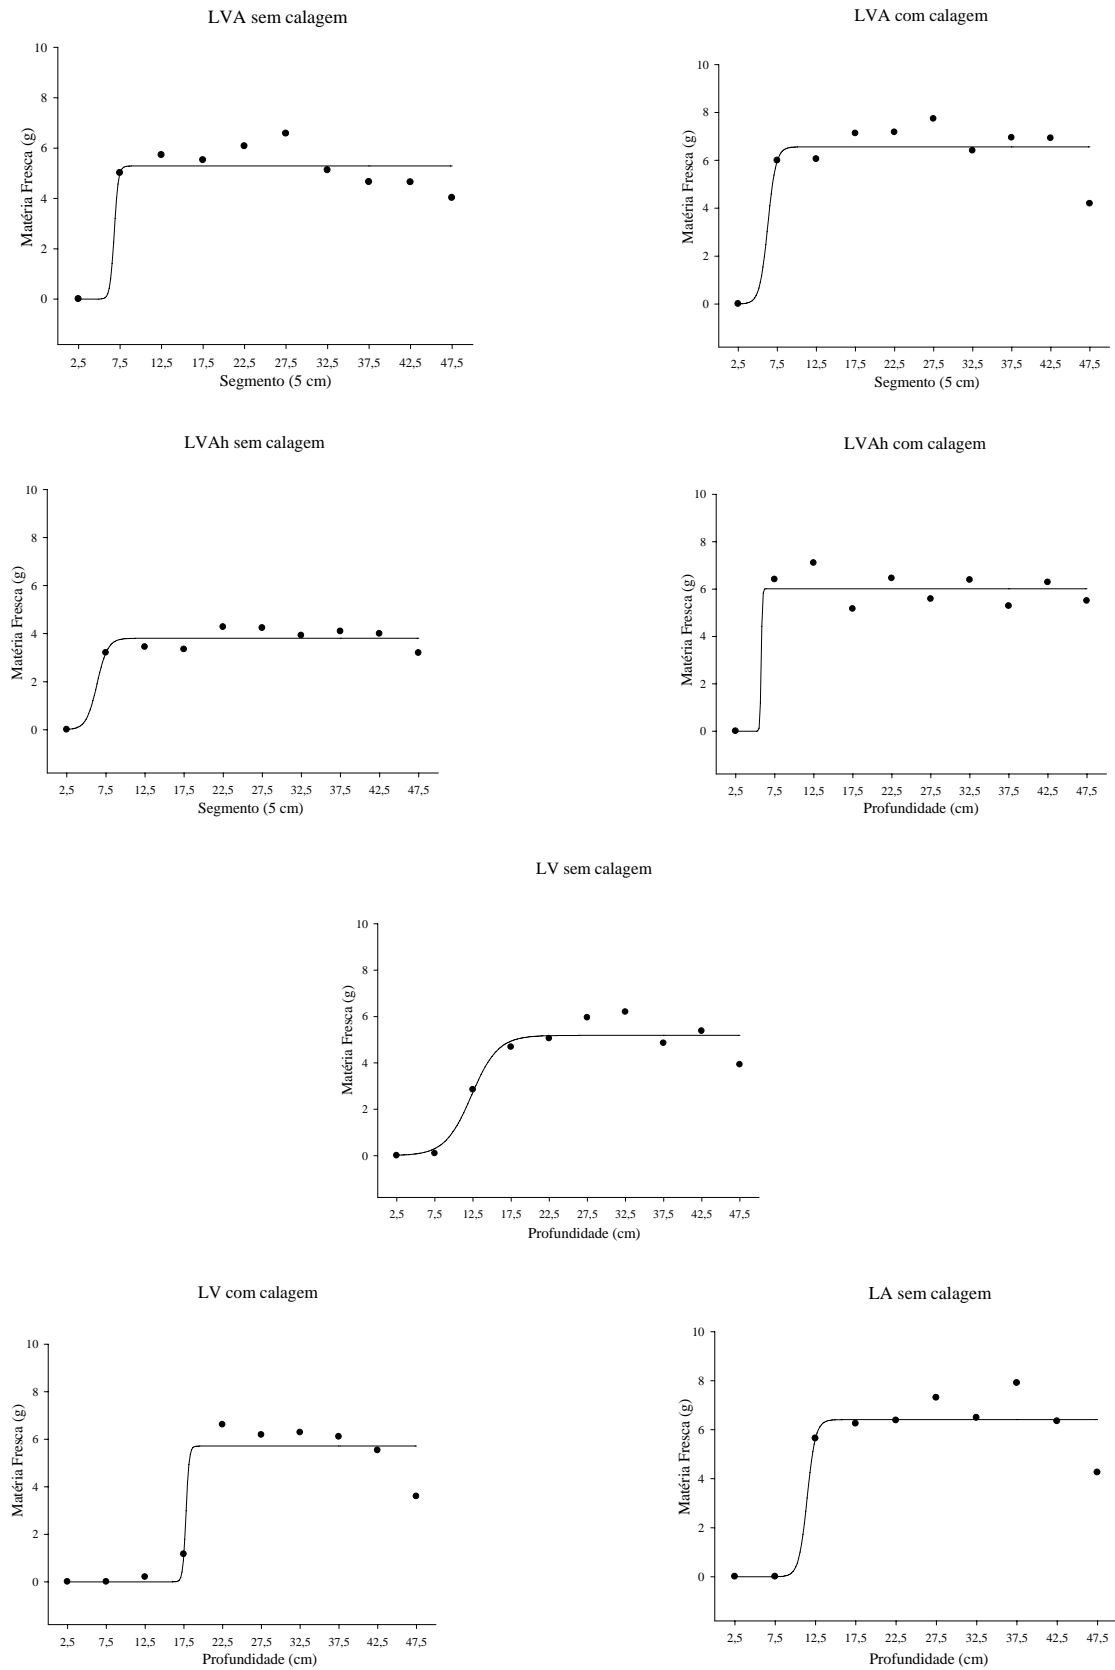 LVA sem calagem
10
8
6
4
2
0
Matéria Fresca (g)
2,5 7,5 12,5 17,5 22,5 27,5 32,5 37,5 42,5 47,5
Segmento (5 cm)
LVA com calagem
10
8
6
4
2
0
Matéria Fresca (g)
2,5 7,5 12,5 17,5 22,5 27,5 32,5 37,5 42,5 47,5
Segmento (5 cm)
LVAh sem calagem
10
8
6
4
2
0
Matéria Fresca (g)
2,5 7,5 12,5 17,5 22,5 27,5 32,5 37,5 42,5 47,5
Segmento (5 cm)
LVAh com calagem
10
8
6
4
2
0
Matéria Fresca (g)
2,5 7,5 12,5 17,5 22,5 27,5 32,5 37,5 42,5 47,5
Profundidade (cm)
LV sem calagem
10
8
6
4
2
0
Matéria Fresca (g)
2,5 7,5 12,5 17,5 22,5 27,5 32,5 37,5 42,5 47,5
Profundidade (cm)
LV com calagem
10
8
6
4
2
0
Matéria Fresca (g)
2,5 7,5 12,5 17,5 22,5 27,5 32,5 37,5 42,5 47,5
Profundidade (cm)
LA sem calagem
10
8
6
4
2
0
Matéria Fresca (g)
2,5 7,5 12,5 17,5 22,5 27,5 32,5 37,5 42,5 47,5
Profundidade (cm)